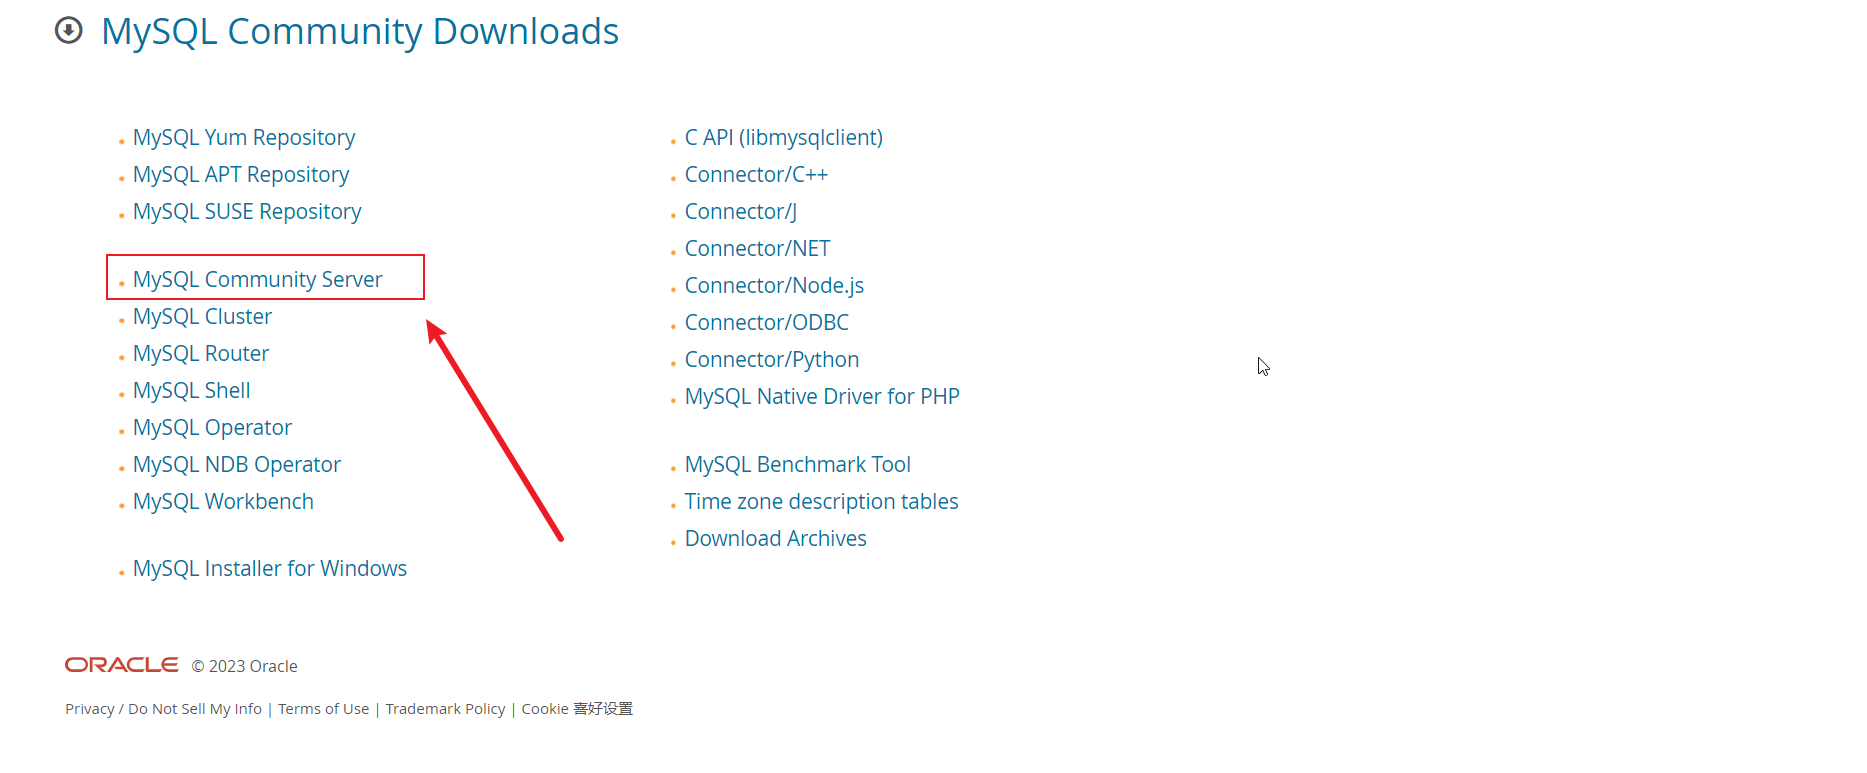 MySQL Community Downloads
MySQL Yum Repository
MySQL APT Repository
MySQL SUSE Repository
MySQL Community Server
MySQL Cluster
MySQL Router
MySQL Shell
MySQL Operator
MySQL NDB Operator
MySQL Workbench
MySQL Installer for Windows
C API (libmysqlclient)
Connector/C++
Connector/J
Connector/NET
Connector/Node.js
Connector/ODBC
Connector/Python
MySQL Native Driver for PHP
MySQL Benchmark Tool
Time zone description tables
Download Archives
ORACLE © 2023 Oracle
Privacy / Do Not Sell My Info | Terms of Use | Trademark Policy | Cookie 喜好设置